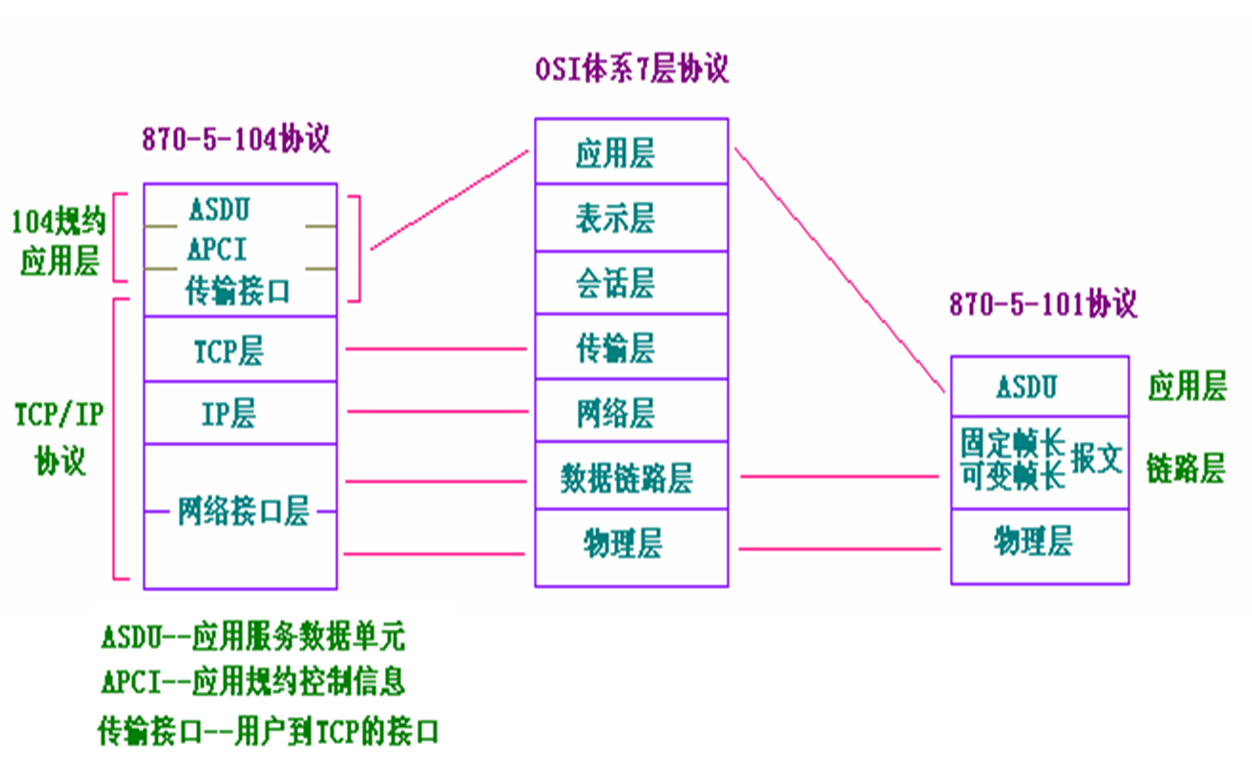 OSI体系7层协议
870-5-104协议
104规约
应用层
ASDU
APCI
传输接口
TCP层
IP层
网络接口层
TCP/IP
协议
应用层
表示层
会话层
传输层
网络层
数据链路层
物理层
870-5-101协议
ASDU
应用层
固定帧长
可变帧长
报文
链路层
物理层
ASDU--应用服务数据单元
APCI--应用规约控制信息
传输接口--用户到TCP的接口